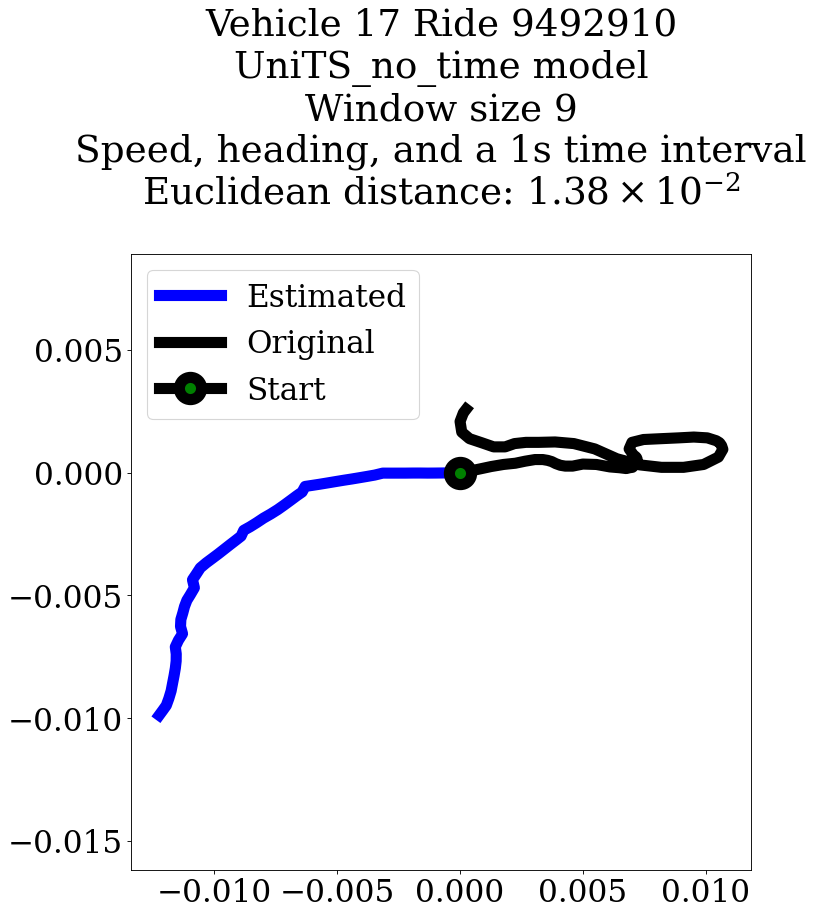 Vehicle 17 Ride 9492910
UniTS_no_time model
Window size 9
Speed, heading, and a 1s time interval
Euclidean distance: 1.38 × 10⁻²
Estimated
Original
Start
0.005
0.000
−0.005
−0.010
−0.015
−0.010 −0.005 0.000 0.005 0.010